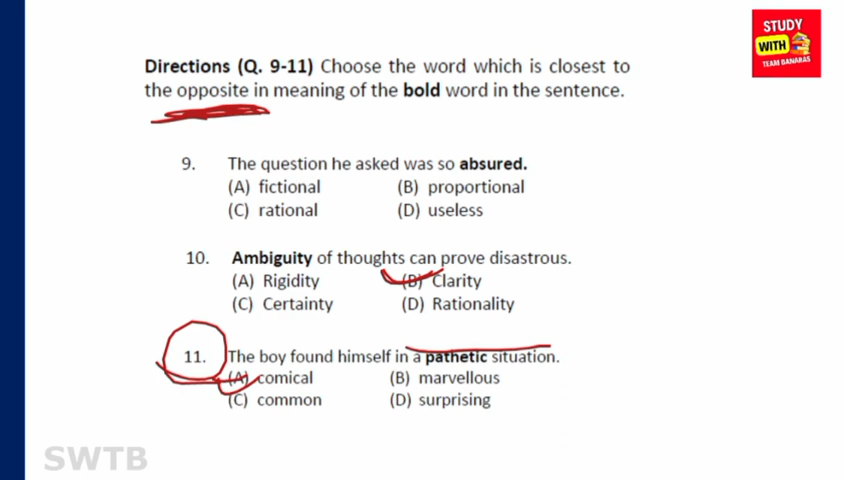 STUDY
WITH
TEAM BANARAS
Directions (Q. 9-11) Choose the word which is closest to
the opposite in meaning of the bold word in the sentence.
9. The question he asked was so absured.
(A) fictional (B) proportional
(C) rational (D) useless
10. Ambiguity of thoughts can prove disastrous.
(A) Rigidity (B) Clarity
(C) Certainty (D) Rationality
11. The boy found himself in a pathetic situation.
(A) comical (B) marvellous
(C) common (D) surprising
SWTB